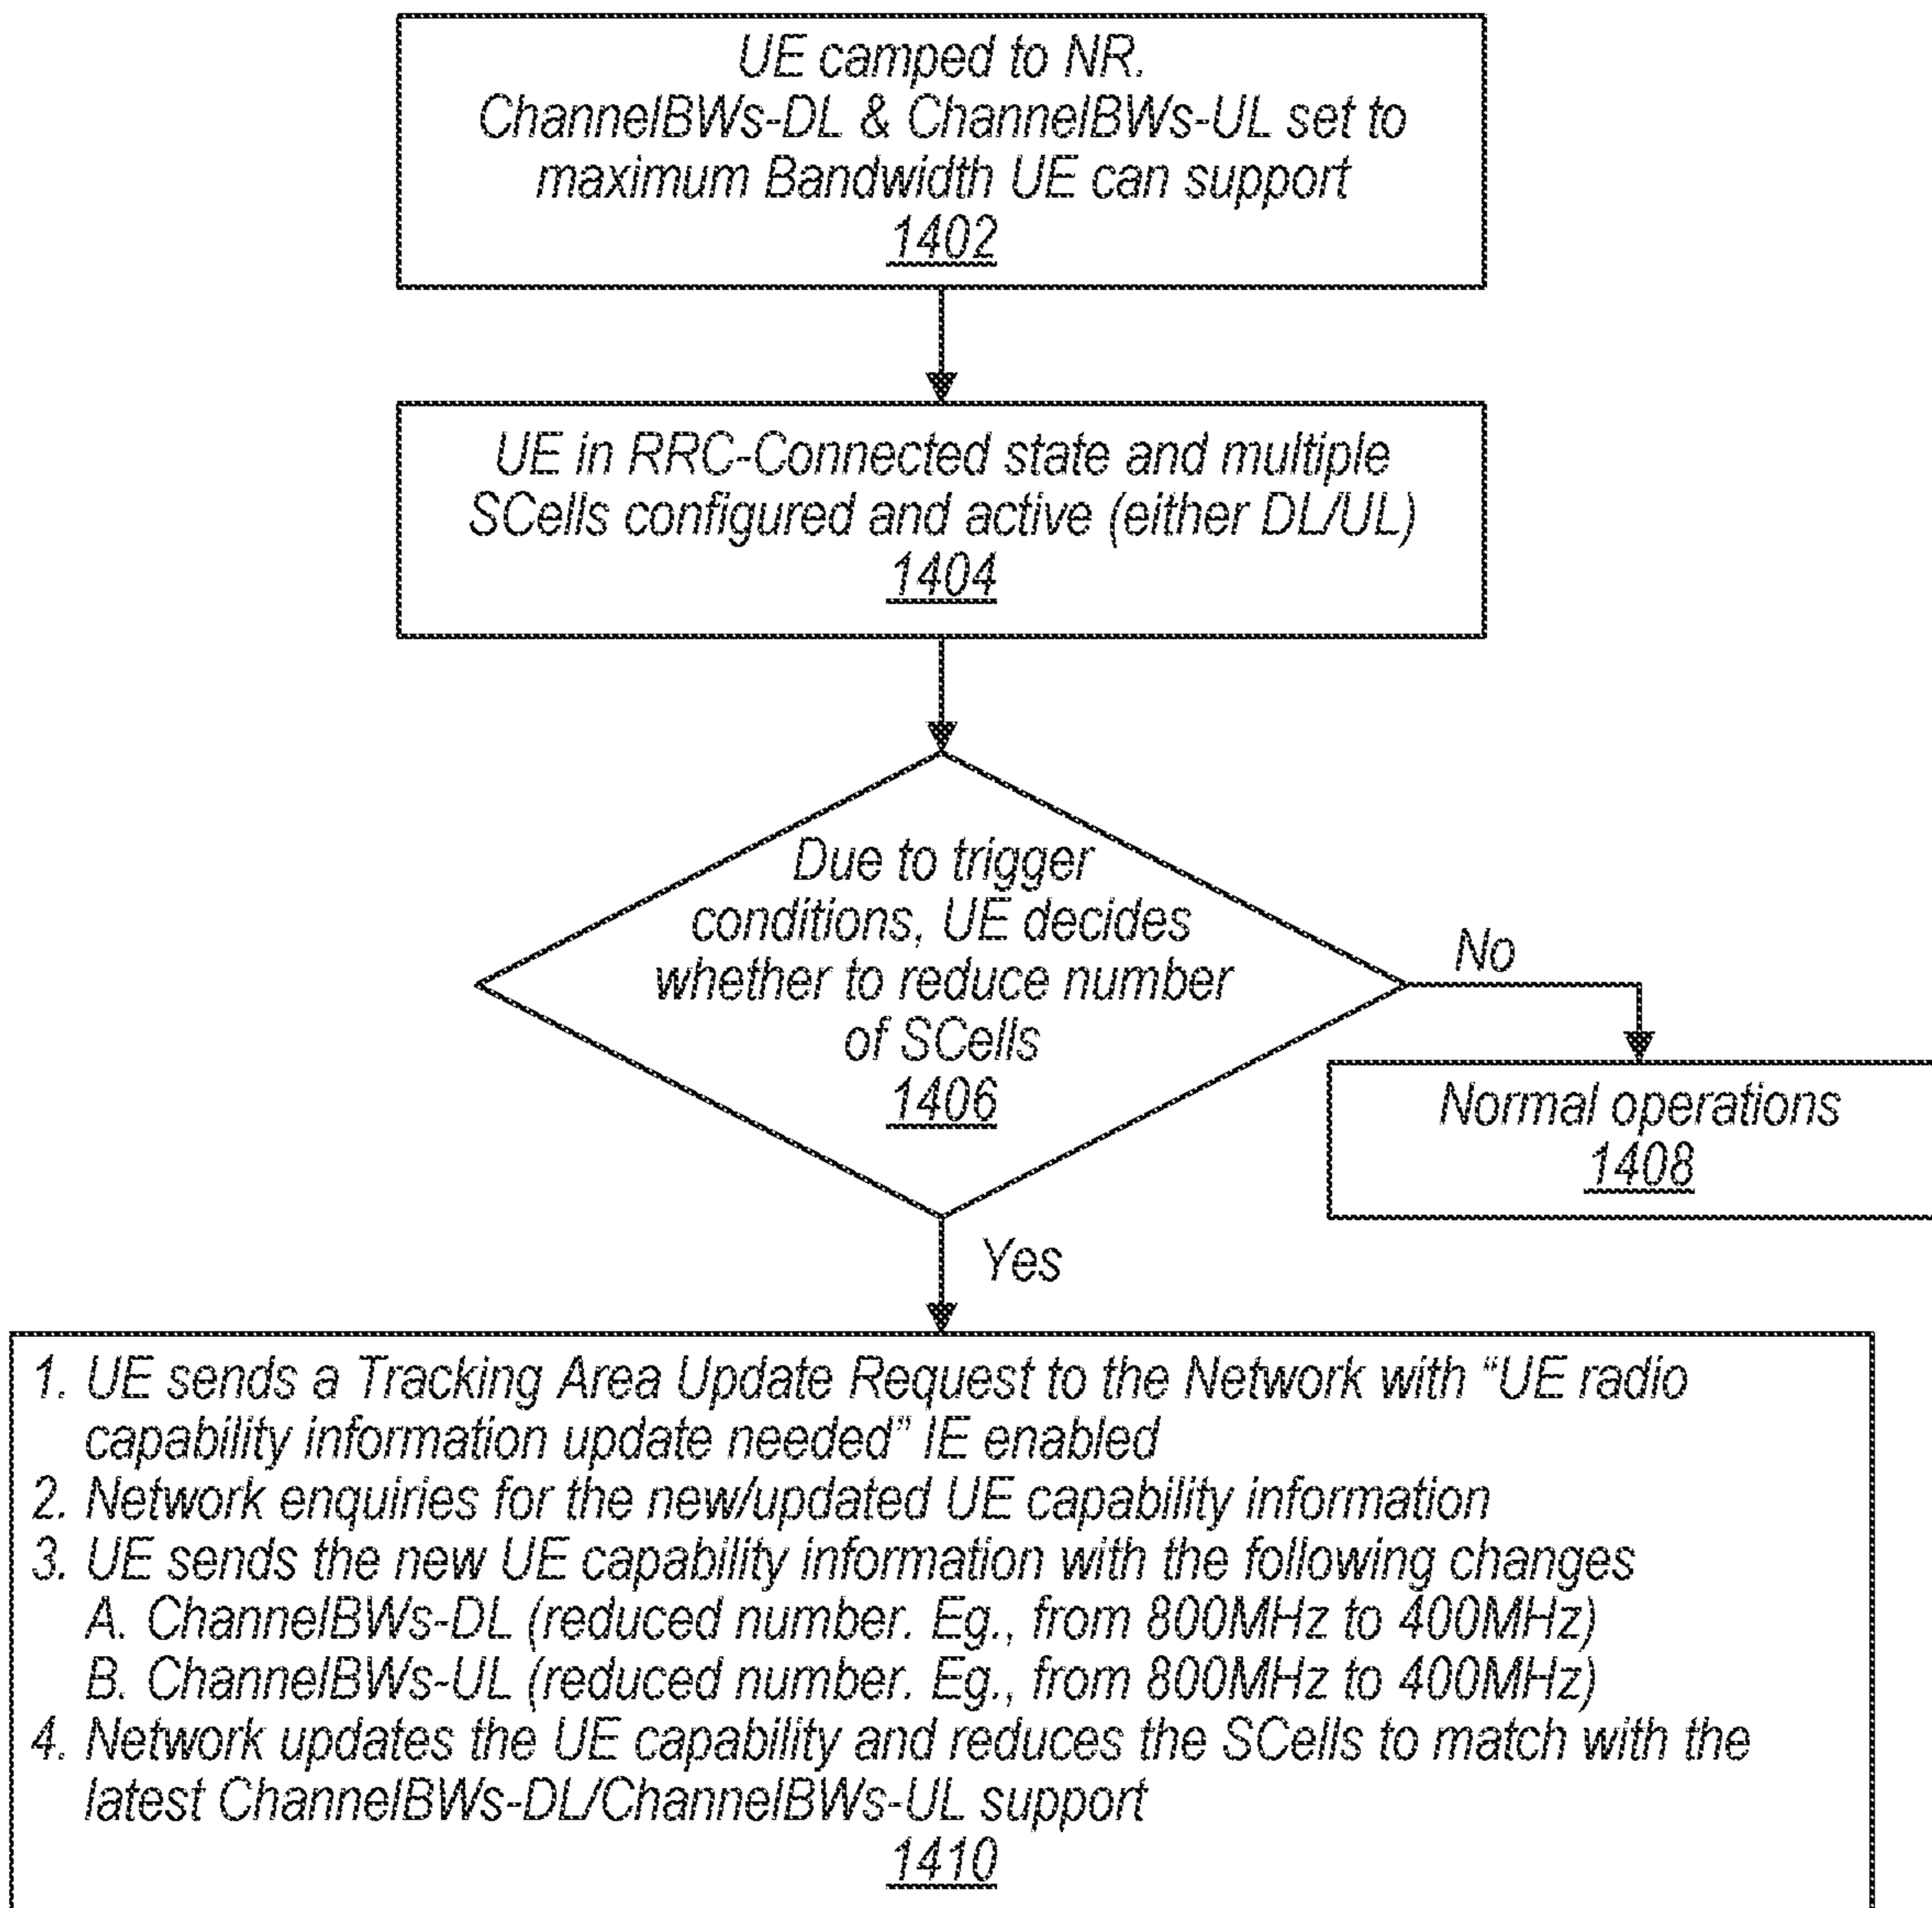 UE camped to NR.
ChannelBWs-DL & ChannelBWs-UL set to
maximum Bandwidth UE can support
1402
UE in RRC-Connected state and multiple
SCells configured and active (either DL/UL)
1404
Due to trigger
conditions, UE decides
whether to reduce number
of SCells
1406
No
Normal operations
1408
Yes
1. UE sends a Tracking Area Update Request to the Network with “UE radio
capability information update needed” IE enabled
2. Network enquiries for the new/updated UE capability information
3. UE sends the new UE capability information with the following changes
A. ChannelBWs-DL (reduced number. Eg., from 800MHz to 400MHz)
B. ChannelBWs-UL (reduced number. Eg., from 800MHz to 400MHz)
4. Network updates the UE capability and reduces the SCells to match with the
latest ChannelBWs-DL/ChannelBWs-UL support
1410